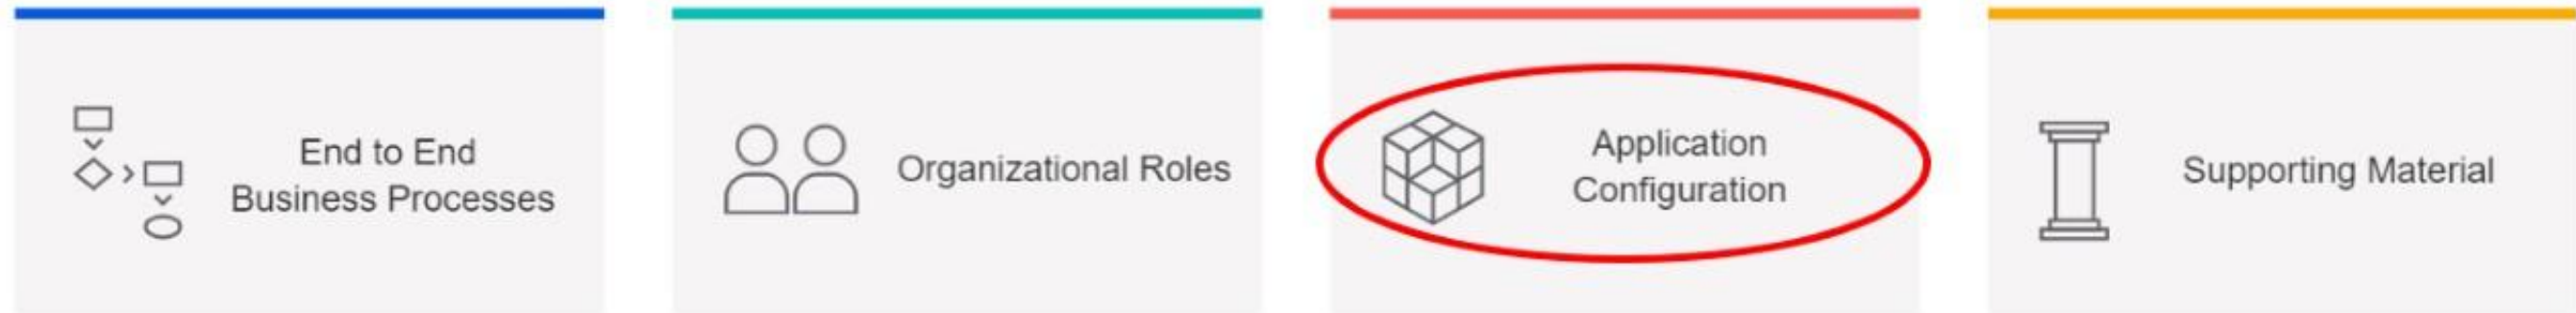 End to End
Business Processes
Organizational Roles
Application
Configuration
Supporting Material